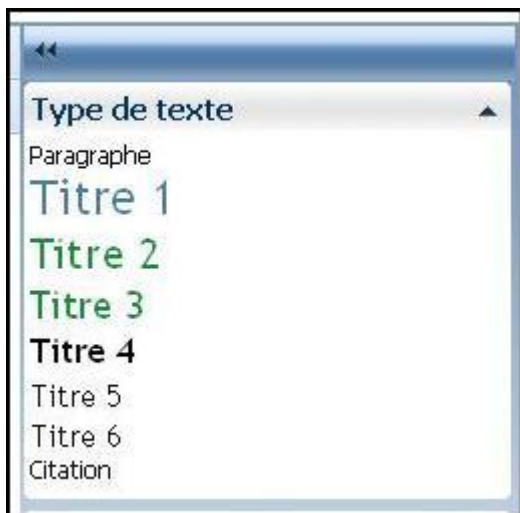 Type de texte
Paragraphe
Titre 1
Titre 2
Titre 3
Titre 4
Titre 5
Titre 6
Citation